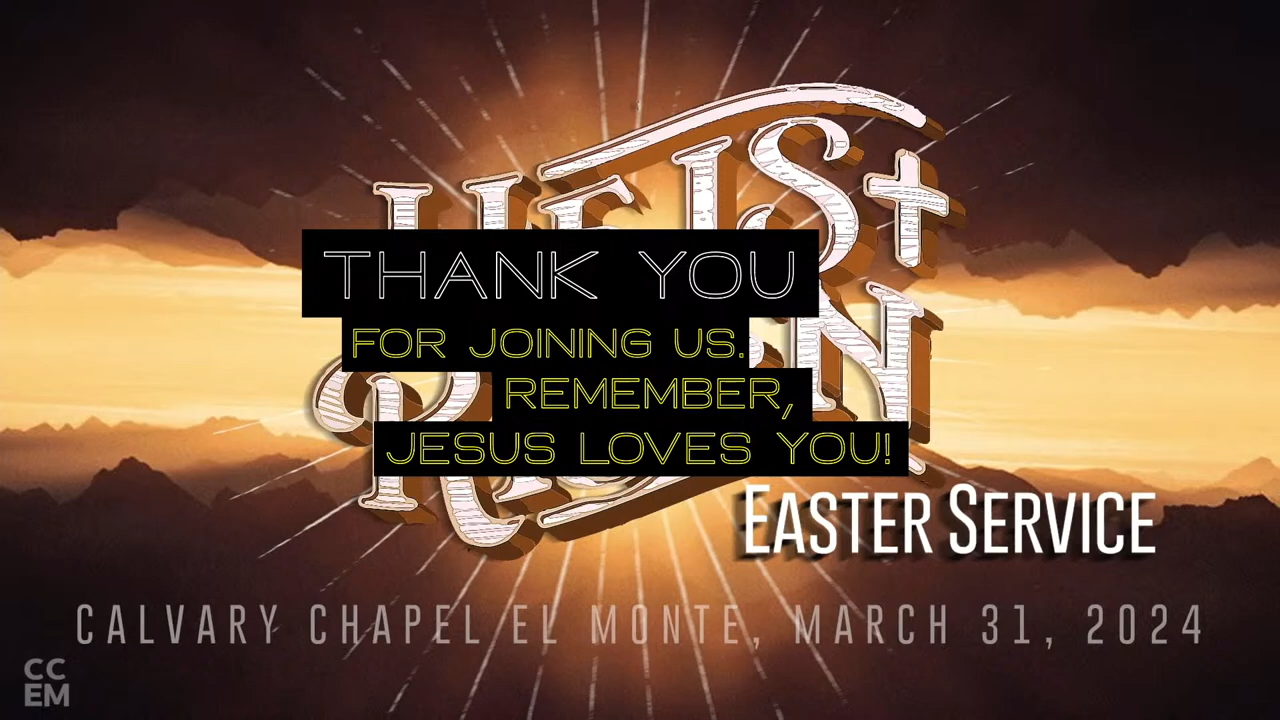 HE IS
THANK YOU
FOR JOINING US.
REMEMBER,
JESUS LOVES YOU!
EASTER SERVICE
CALVARY CHAPEL EL MONTE, MARCH 31, 2024
CC
EM